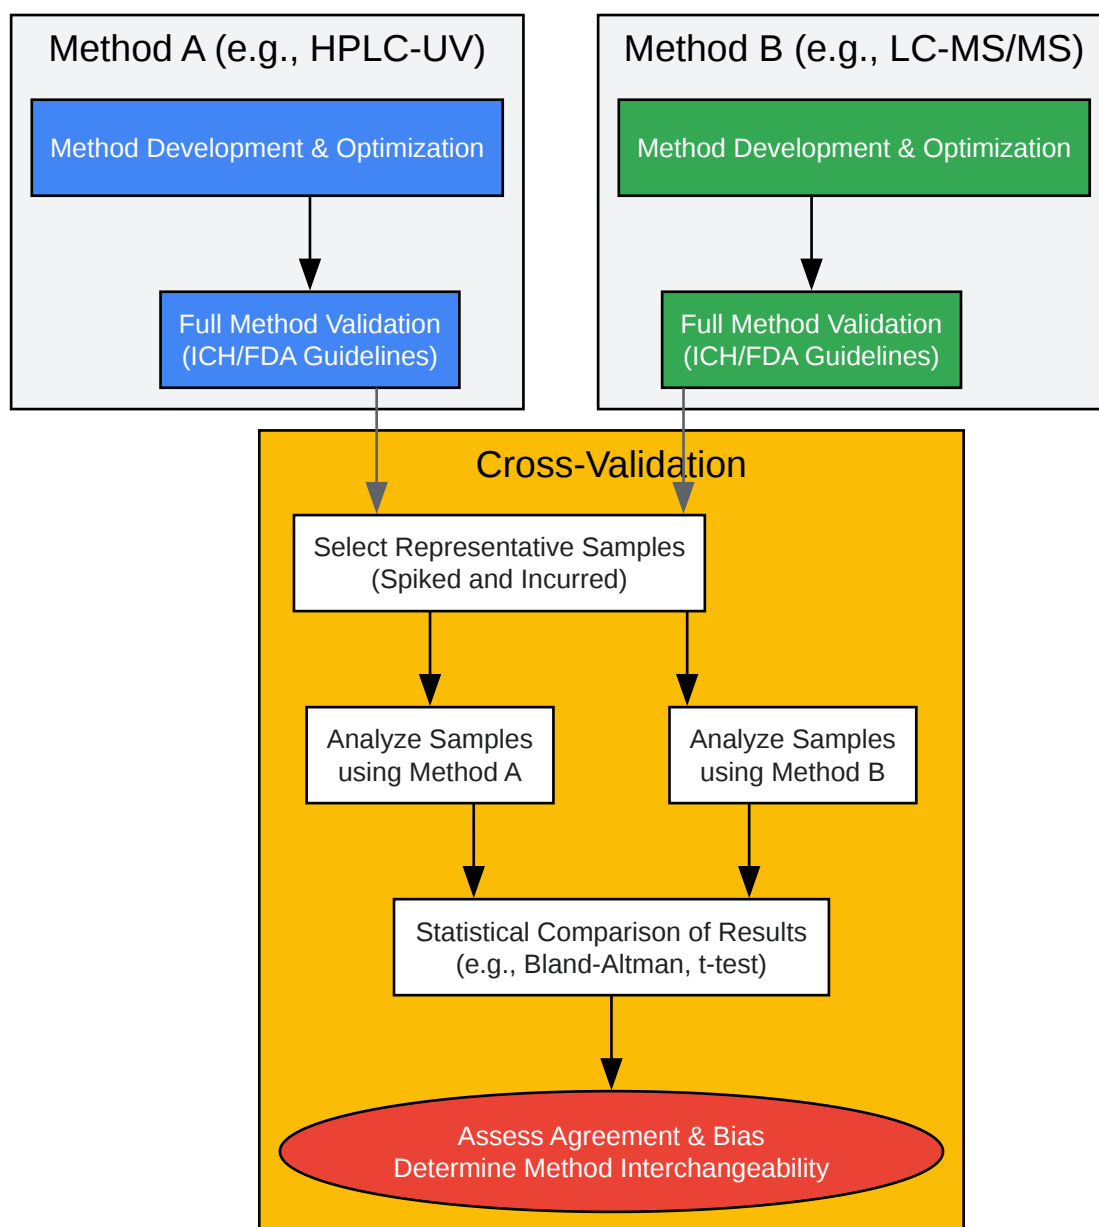 Method A (e.g., HPLC-UV)
Method Development & Optimization
Full Method Validation
(ICH/FDA Guidelines)
Method B (e.g., LC-MS/MS)
Method Development & Optimization
Full Method Validation
(ICH/FDA Guidelines)
Cross-Validation
Select Representative Samples
(Spiked and Incurred)
Analyze Samples
using Method A
Analyze Samples
using Method B
Statistical Comparison of Results
(e.g., Bland-Altman, t-test)
Assess Agreement & Bias
Determine Method Interchangeability